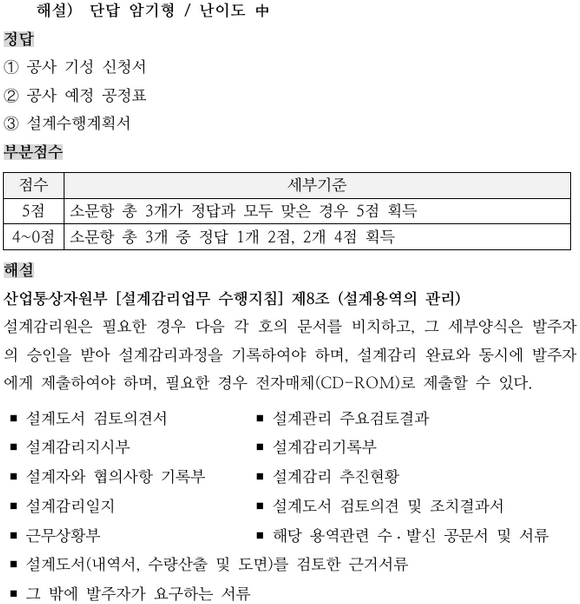 해설) 단답 암기형 / 난이도 中
정답
① 공사 기성 신청서
② 공사 예정 공정표
③ 설계수행계획서
부분점수
점수 세부기준
5점 소문항 총 3개가 정답과 모두 맞은 경우 5점 획득
4~0점 소문항 총 3개 중 정답 1개 2점, 2개 4점 획득
해설
산업통상자원부 [설계감리업무 수행지침] 제8조 (설계용역의 관리)
설계감리원은 필요한 경우 다음 각 호의 문서를 비치하고, 그 세부양식은 발주자
의 승인을 받아 설계감리과정을 기록하여야 하며, 설계감리 완료와 동시에 발주자
에게 제출하여야 하며, 필요한 경우 전자매체(CD-ROM)로 제출할 수 있다.
▪ 설계도서 검토의견서 ▪ 설계관리 주요검토결과
▪ 설계감리지시부 ▪ 설계감리기록부
▪ 설계자와 협의사항 기록부 ▪ 설계감리 추진현황
▪ 설계감리일지 ▪ 설계도서 검토의견 및 조치결과서
▪ 근무상황부 ▪ 해당 용역관련 수·발신 공문서 및 서류
▪ 설계도서(내역서, 수량산출 및 도면)를 검토한 근거서류
▪ 그 밖에 발주자가 요구하는 서류